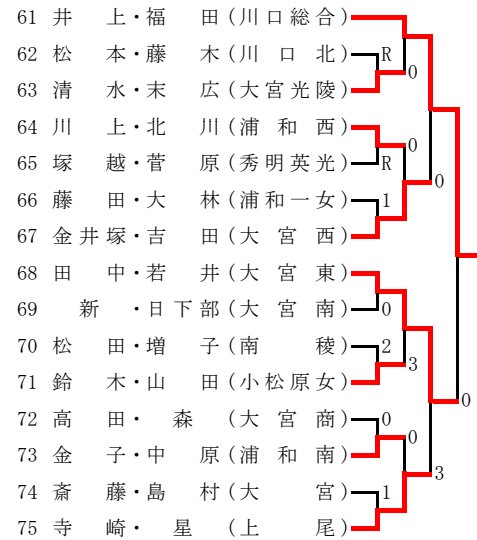 61 井 上・福 田(川口総合)
62 松 本・藤 木(川 口 北) R
0
63 清 水・末 広(大宮光陵)
64 川 上・北 川(浦 和 西)
0
65 塚 越・菅 原(秀明英光) R
0
66 藤 田・大 林(浦和一女) 1
67 金井塚・吉 田(大 宮 西)
68 田 中・若 井(大 宮 東)
69 新 ・日下部(大 宮 南) 0
70 松 田・増 子(南 稜) 2
3
71 鈴 木・山 田(小松原女)
0
72 高 田・ 森 (大 宮 商) 0
0
73 金 子・中 原(浦 和 南)
3
74 斎 藤・島 村(大 宮) 1
75 寺 崎・ 星 (上 尾)